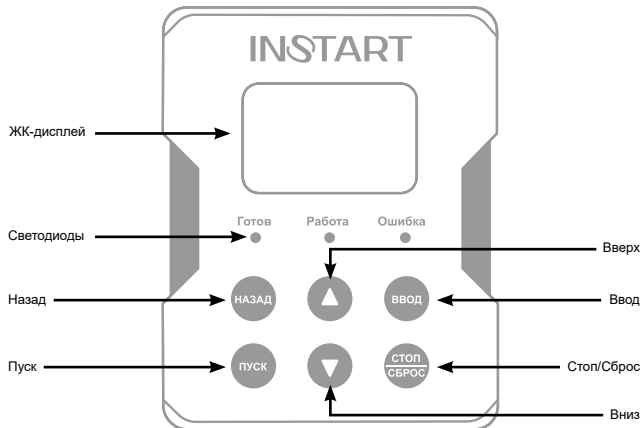 INSTART
ЖК-дисплей
Готов Работа Ошибка
Светодиоды
Вверх
Назад
НАЗАД
ВВОД
Ввод
Пуск
ПУСК
СТОП
СБРОС
Стоп/Сброс
Вниз